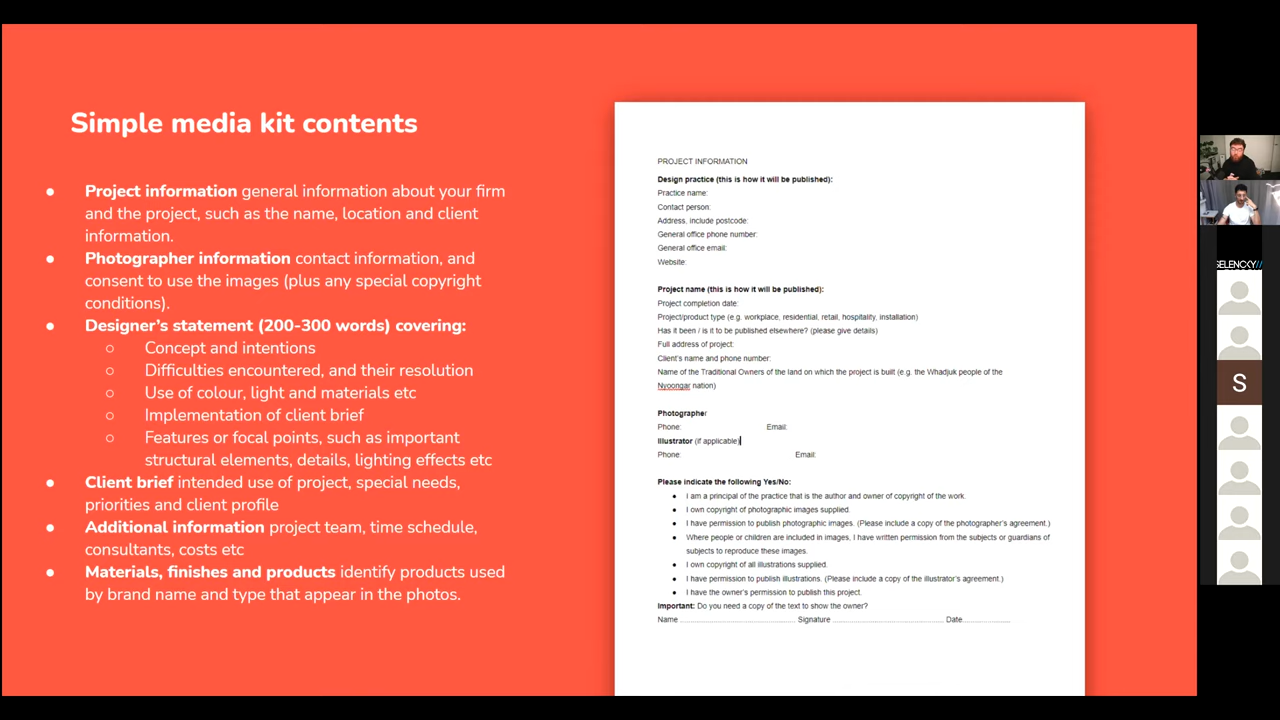 Simple media kit contents
● Project information general information about your firm
and the project, such as the name, location and client
information.
● Photographer information contact information, and
consent to use the images (plus any special copyright
conditions).
● Designer’s statement (200-300 words) covering:
○ Concept and intentions
○ Difficulties encountered, and their resolution
○ Use of colour, light and materials etc
○ Implementation of client brief
○ Features or focal points, such as important
structural elements, details, lighting effects etc
● Client brief intended use of project, special needs,
priorities and client profile
● Additional information project team, time schedule,
consultants, costs etc
● Materials, finishes and products identify products used
by brand name and type that appear in the photos.
PROJECT INFORMATION
Design practice (this is how it will be published):
Practice name:
Contact person:
Address, include postcode:
General office phone number:
General office email:
Website:
Project name (this is how it will be published):
Project completion date:
Project/product type (e.g. workplace, residential, retail, hospitality, installation)
Has it been / is it to be published elsewhere? (please give details)
Full address of project:
Client’s name and phone number:
Name of the Traditional Owners of the land on which the project is built (e.g. the Whadjuk people of the
Nyoongar nation)
Photographer
Phone: Email:
Illustrator (if applicable)
Phone: Email:
Please indicate the following Yes/No:
● I am a principal of the practice that is the author and owner of copyright of the work.
● I own copyright of photographic images supplied.
● I have permission to publish photographic images. (Please include a copy of the photographer’s agreement.)
● Where people or children are included in images, I have written permission from the subjects or guardians of
subjects to reproduce these images.
● I own copyright of all illustrations supplied.
● I have permission to publish illustrations. (Please include a copy of the illustrator’s agreement.)
● I have the owner’s permission to publish this project.
Important: Do you need a copy of the text to show the owner?
Name ........................................ Signature ...................................... Date.................
SELENCKY//
S